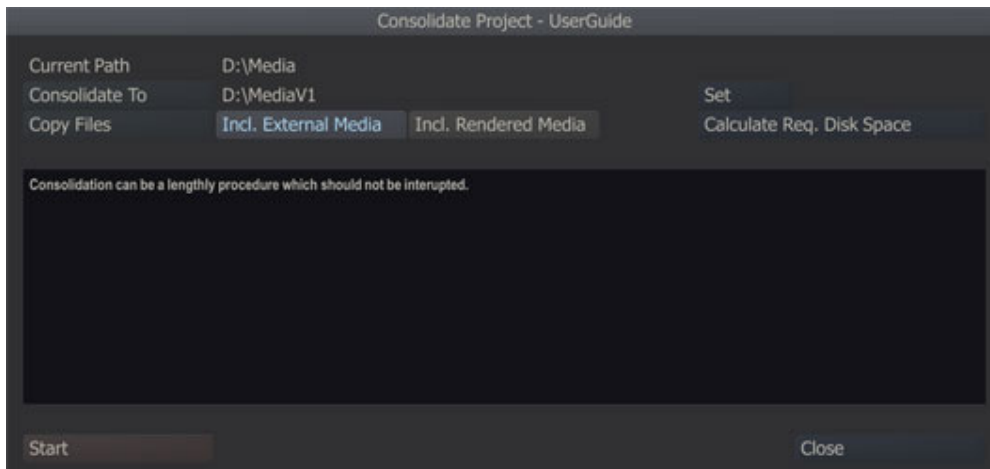 Consolidate Project - UserGuide
Current Path D:\Media
Consolidate To D:\MediaV1 Set
Copy Files Incl. External Media Incl. Rendered Media Calculate Req. Disk Space
Consolidation can be a lengthly procedure which should not be interupted.
Start Close